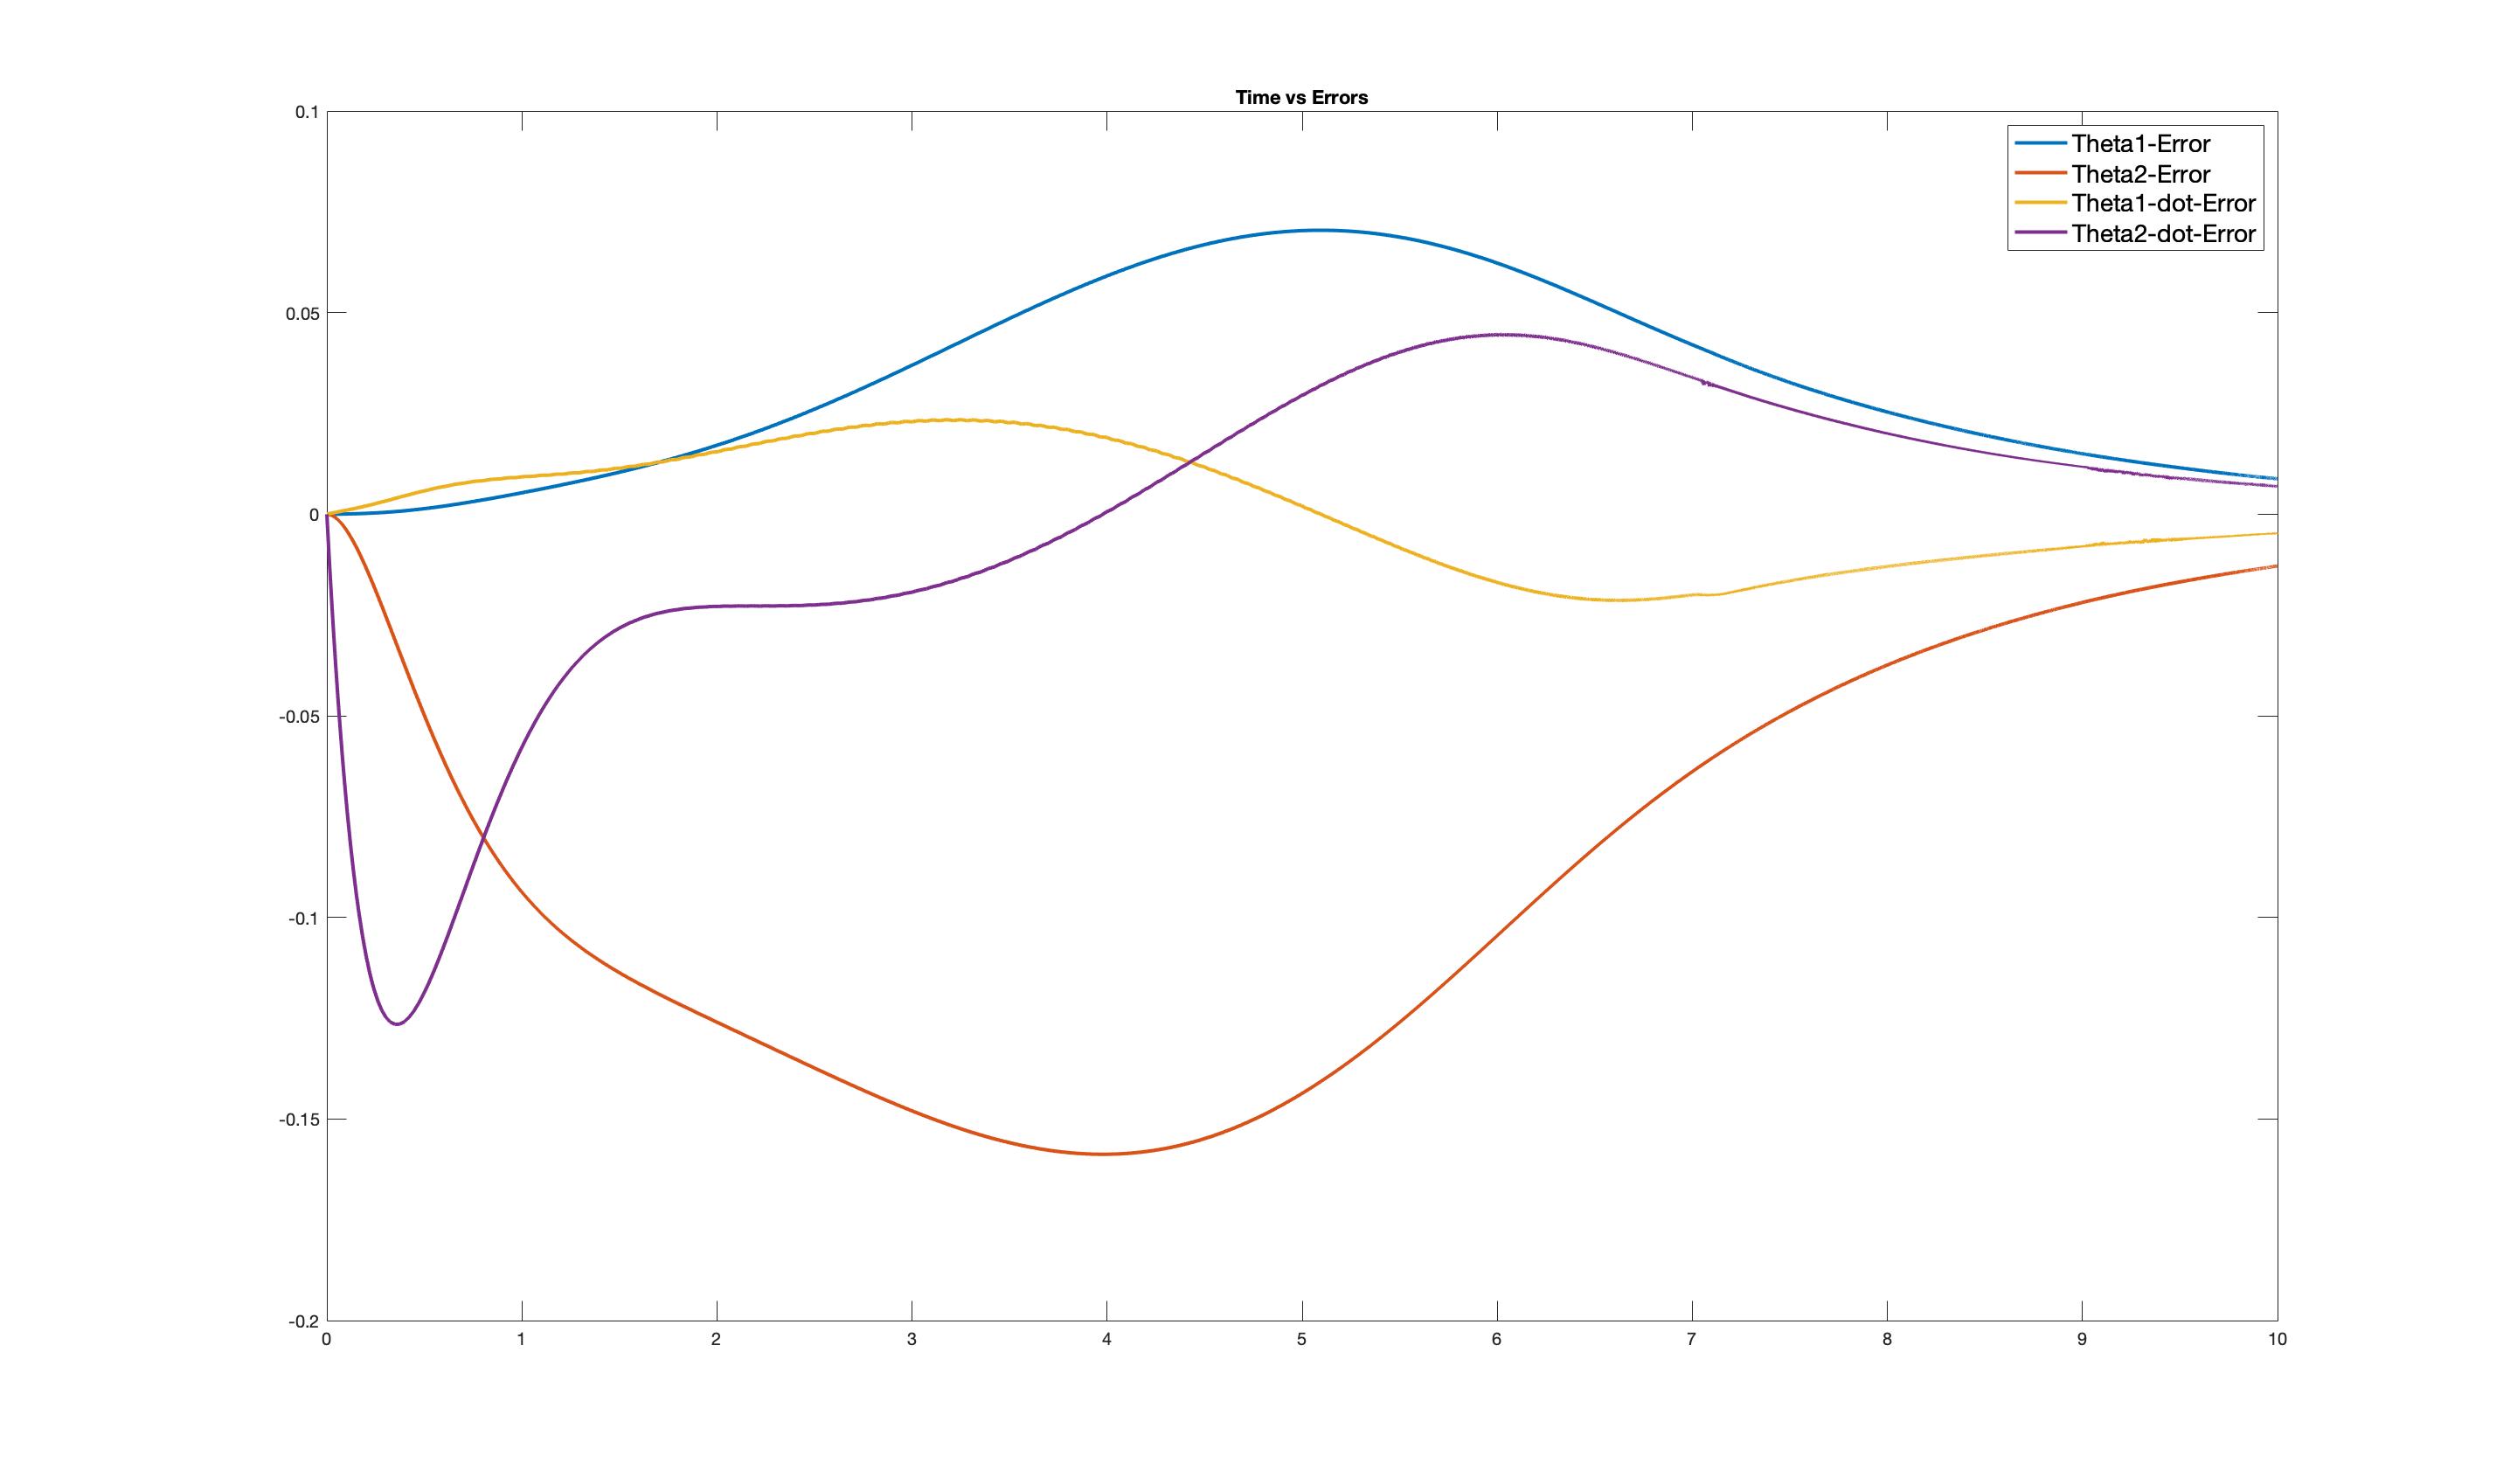 Time vs Errors
0.1
0.05
0
-0.05
-0.1
-0.15
-0.2
Theta1-Error
Theta2-Error
Theta1-dot-Error
Theta2-dot-Error
0 1 2 3 4 5 6 7 8 9 10